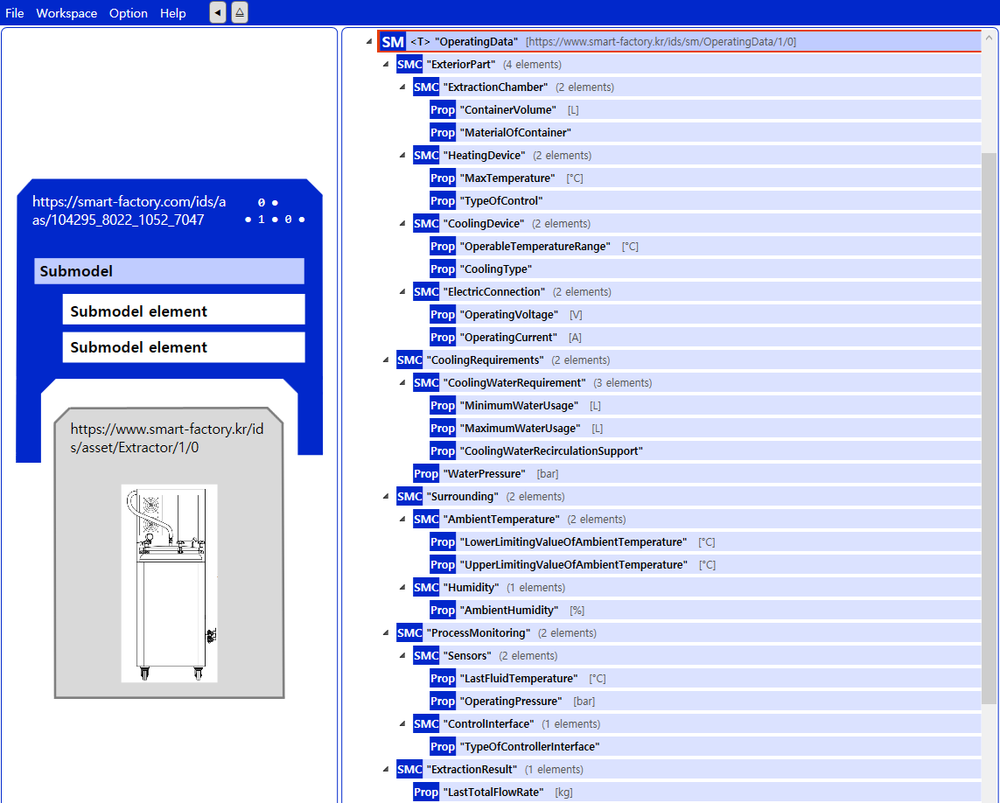 File Workspace Option Help
https://smart-factory.com/ids/a
as/104295_8022_1052_7047
0
1 0
Submodel
Submodel element
Submodel element
https://www.smart-factory.kr/id
s/asset/Extractor/1/0
SM <T> "OperatingData" [https://www.smart-factory.kr/ids/sm/OperatingData/1/0]
SMC "ExteriorPart" (4 elements)
SMC "ExtractionChamber" (2 elements)
Prop "ContainerVolume" [L]
Prop "MaterialOfContainer"
SMC "HeatingDevice" (2 elements)
Prop "MaxTemperature" [°C]
Prop "TypeOfControl"
SMC "CoolingDevice" (2 elements)
Prop "OperableTemperatureRange" [°C]
Prop "CoolingType"
SMC "ElectricConnection" (2 elements)
Prop "OperatingVoltage" [V]
Prop "OperatingCurrent" [A]
SMC "CoolingRequirements" (2 elements)
SMC "CoolingWaterRequirement" (3 elements)
Prop "MinimumWaterUsage" [L]
Prop "MaximumWaterUsage" [L]
Prop "CoolingWaterRecirculationSupport"
Prop "WaterPressure" [bar]
SMC "Surrounding" (2 elements)
SMC "AmbientTemperature" (2 elements)
Prop "LowerLimitingValueOfAmbientTemperature" [°C]
Prop "UpperLimitingValueOfAmbientTemperature" [°C]
SMC "Humidity" (1 elements)
Prop "AmbientHumidity" [%]
SMC "ProcessMonitoring" (2 elements)
SMC "Sensors" (2 elements)
Prop "LastFluidTemperature" [°C]
Prop "OperatingPressure" [bar]
SMC "ControlInterface" (1 elements)
Prop "TypeOfControllerInterface"
SMC "ExtractionResult" (1 elements)
Prop "LastTotalFlowRate" [kg]